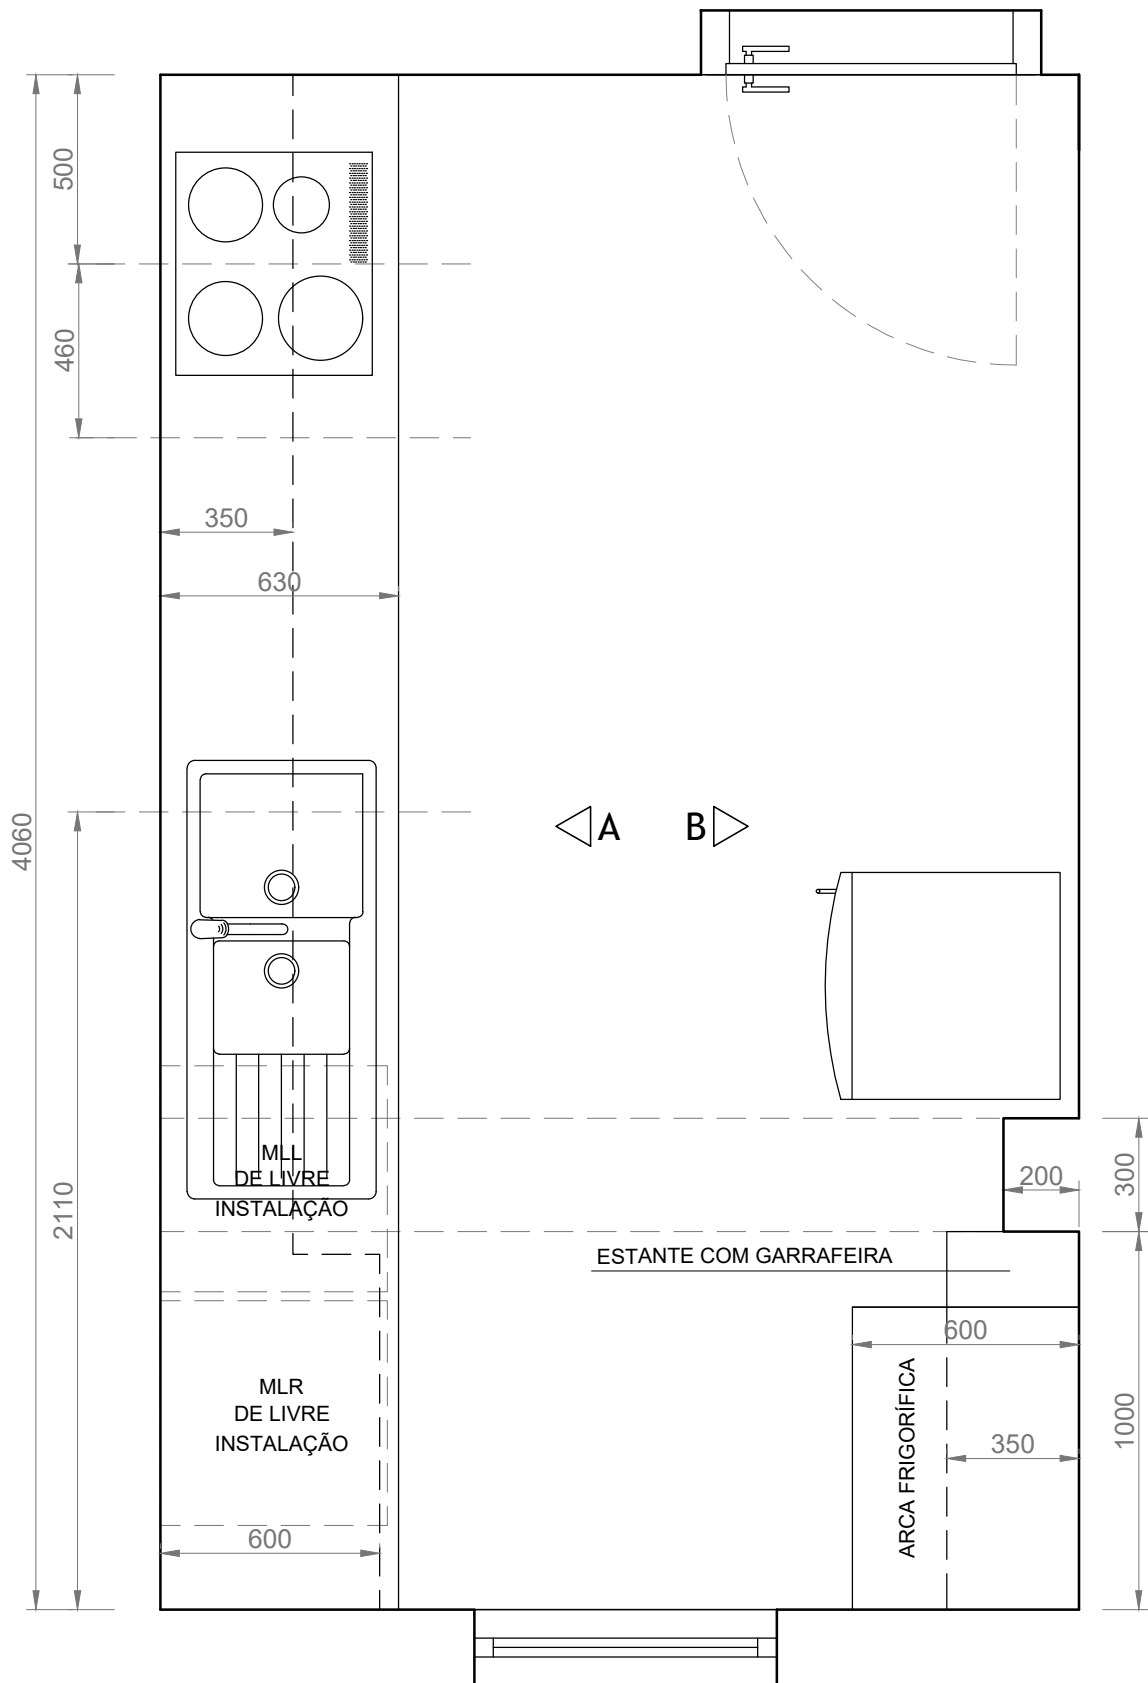 500
460
350
630
4060
A
B
2110
MLL
DE LIVRE
INSTALAÇÃO
200
300
ESTANTE COM GARRAFEIRA
600
MLR
DE LIVRE
INSTALAÇÃO
ARCA FRIGORÍFICA
350
1000
600